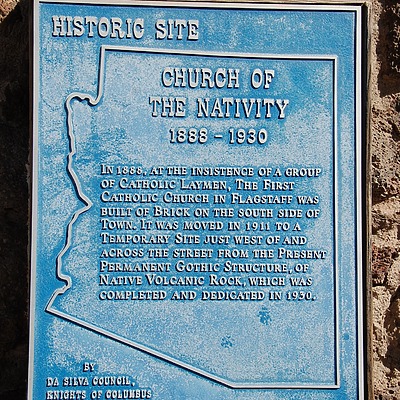 HISTORIC SITE
CHURCH OF
THE NATIVITY
1888 - 1930
IN 1888, AT THE INSISTENCE OF A GROUP
OF CATHOLIC LAYMEN, THE FIRST
CATHOLIC CHURCH IN FLAGSTAFF WAS
BUILT OF BRICK ON THE SOUTH SIDE OF
TOWN. IT WAS MOVED IN 1911 TO A
TEMPORARY SITE JUST WEST OF AND
ACROSS THE STREET FROM THE PRESENT
PERMANENT GOTHIC STRUCTURE, OF
NATIVE VOLCANIC ROCK, WHICH WAS
COMPLETED AND DEDICATED IN 1930.
BY
DA SILVA COUNCIL,
KNIGHTS OF COLUMBUS